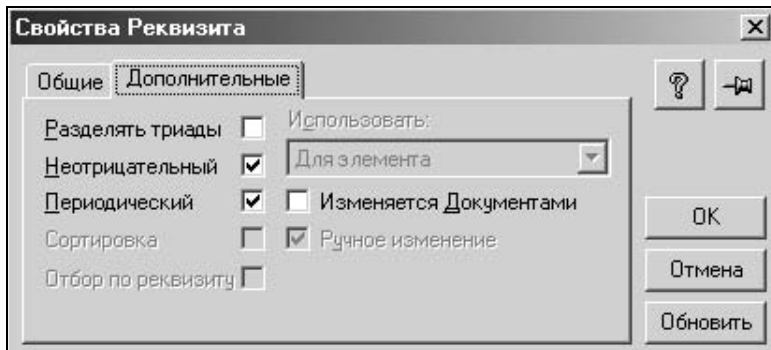 Свойства Реквизита
Общие Дополнительные
Разделять триады Использовать:
Неотрицательный Для элемента
Периодический Изменяется Документами
Сортировка Ручное изменение
Отбор по реквизиту
?
OK
Отмена
Обновить